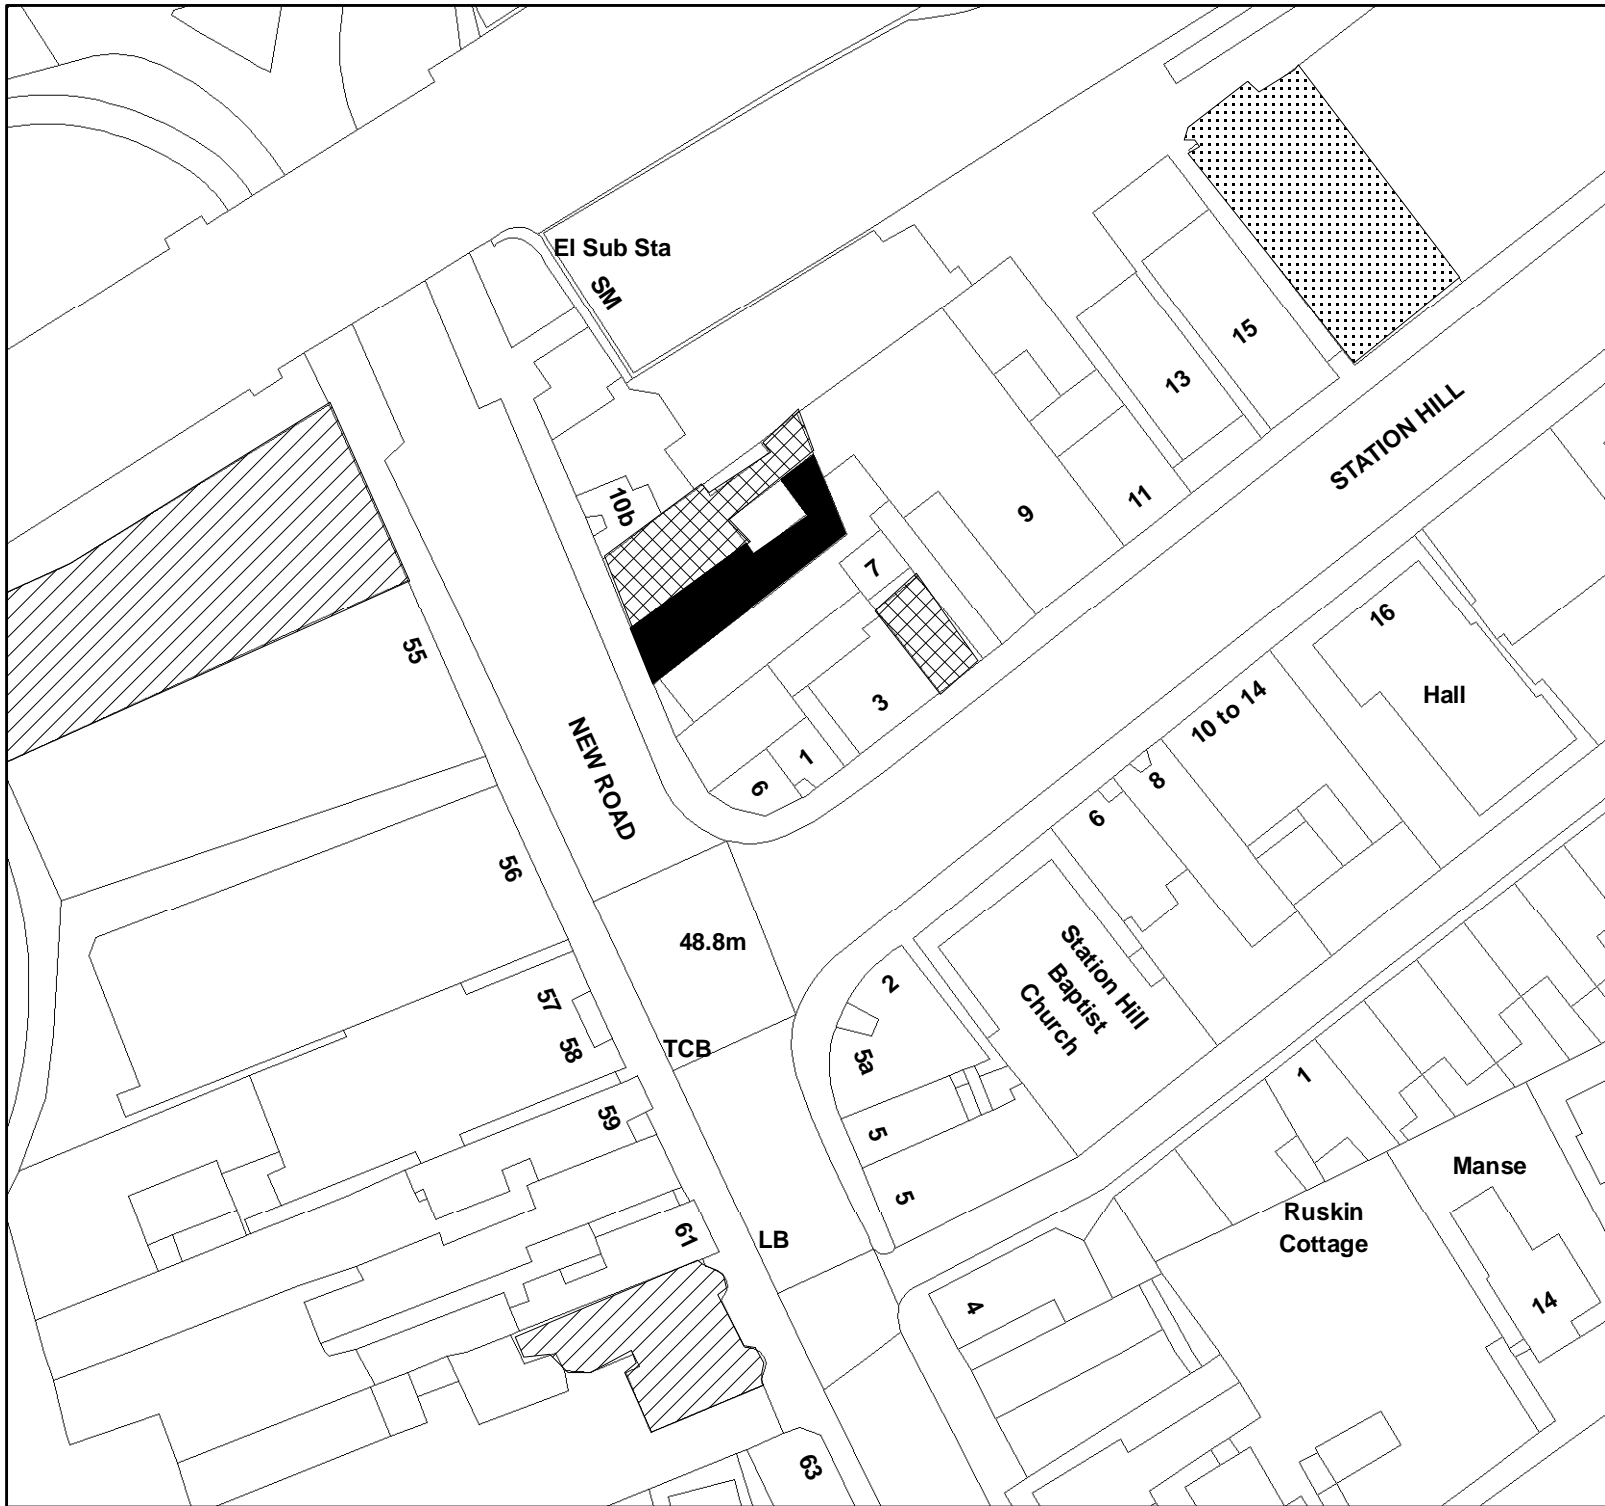 El Sub Sta
SM
15
13
STATION HILL
11
9
10b
7
16
55
3
Hall
10 to 14
NEW ROAD
1
6
8
6
56
48.8m
Station Hill
Baptist
Church
2
57
58
TCB
5a
59
1
5
Manse
5
Ruskin
Cottage
61
LB
4
14
63